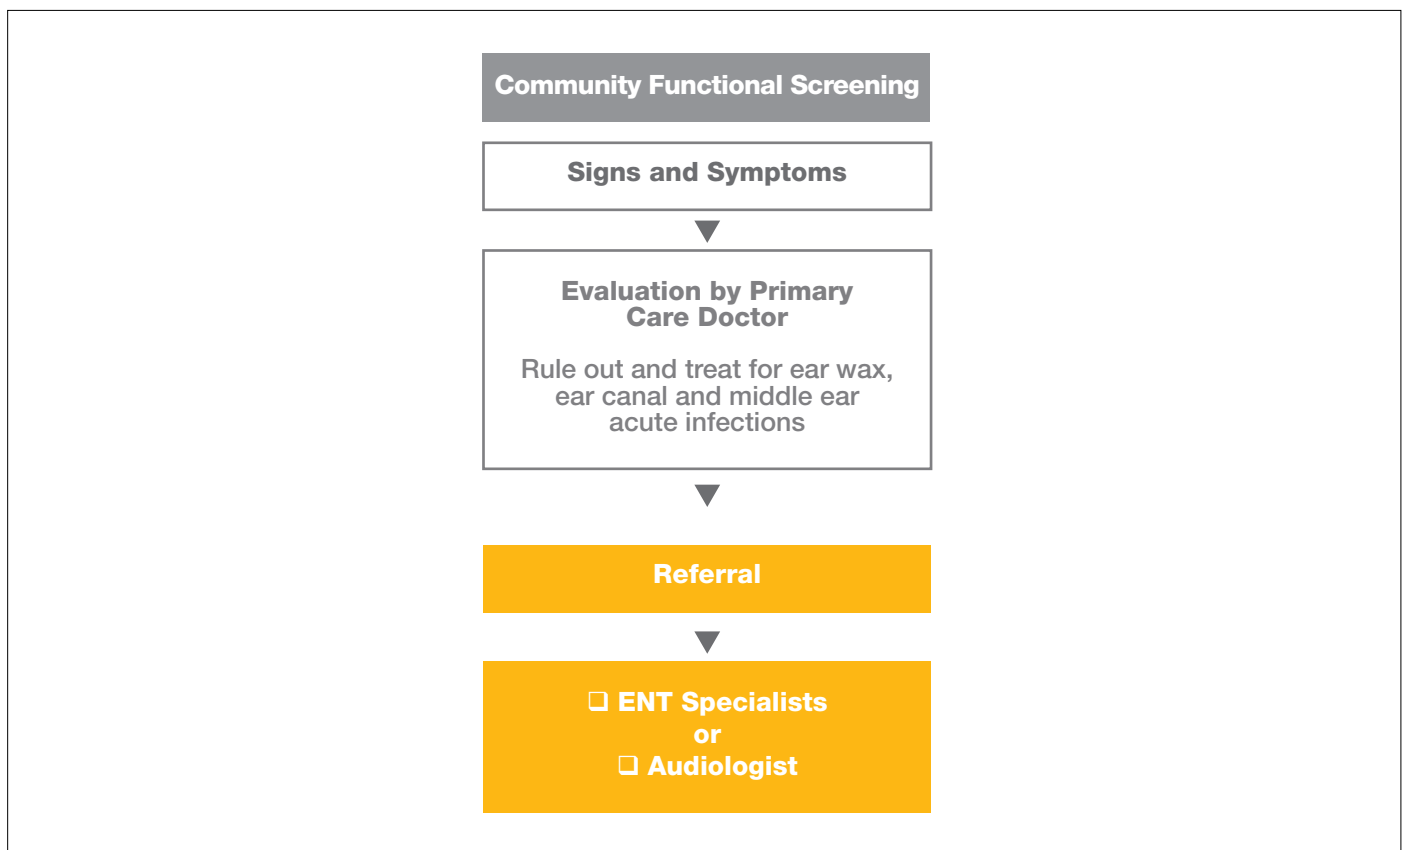 Community Functional Screening
Signs and Symptoms
Evaluation by Primary
Care Doctor
Rule out and treat for ear wax,
ear canal and middle ear
acute infections
Referral
❑ ENT Specialists
or
❑ Audiologist